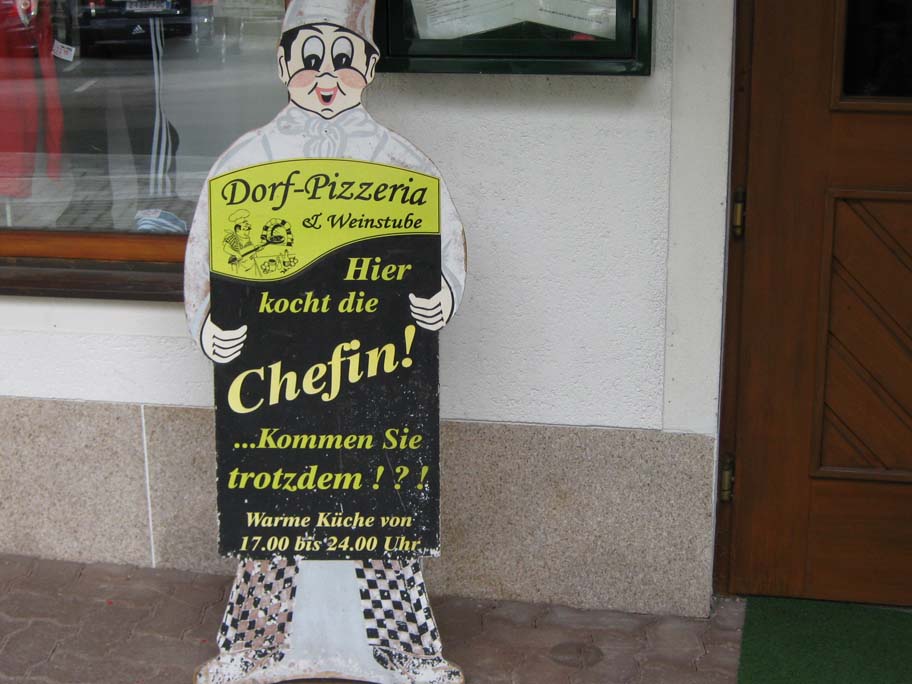 Dorf-Pizzeria
& Weinstube
Hier
kocht die
Chefin!
...Kommen Sie
trotzdem ! ? !
Warme Küche von
17.00 bis 24.00 Uhr